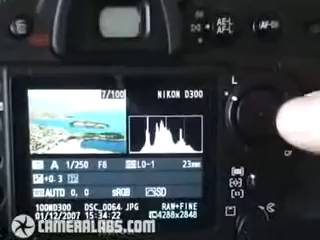 AE-L
AF-L
AF-ON
7/100
NIKON D300
L
A 1/250 F8 LO-1 23mm
+0.3
AUTO 0, 0 sRGB SD
100ND300 DSC_0064.JPG RAW+FINE
01/12/2007 15:34:22 4288x2848
CAMERALABS.COM